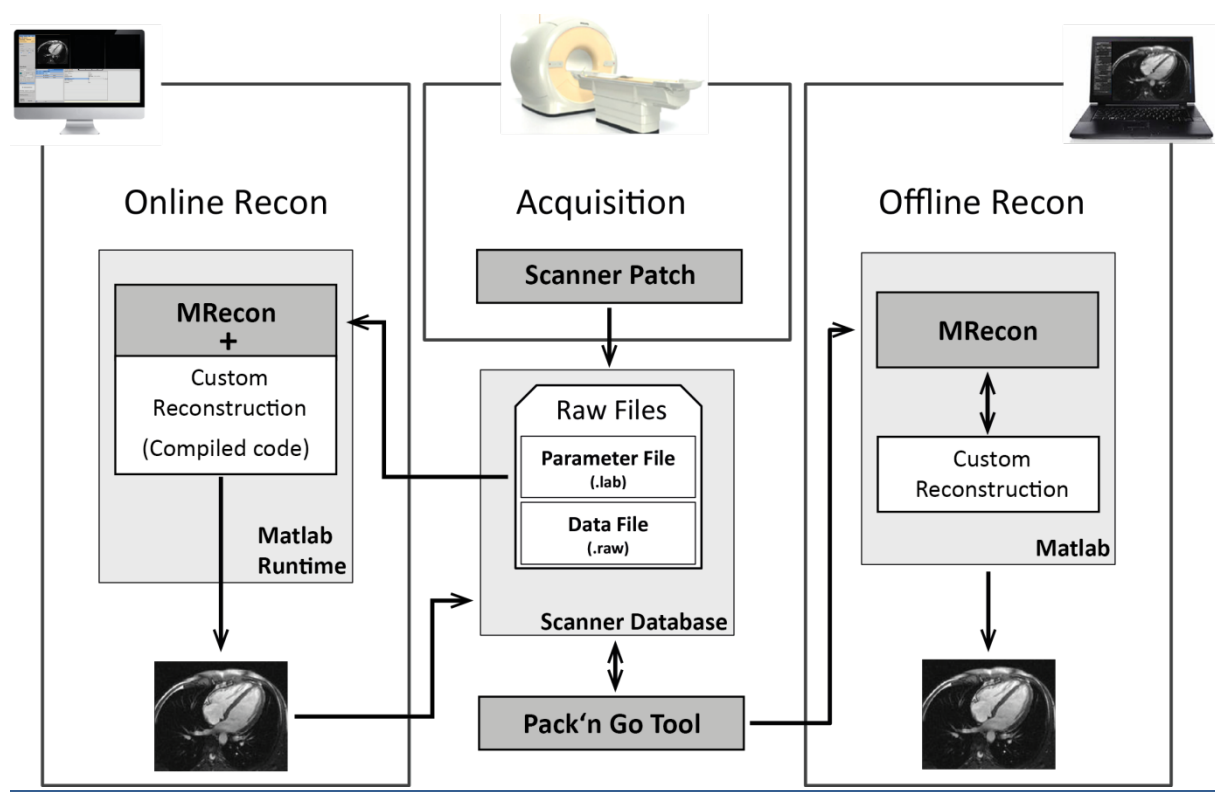 Online Recon
MRecon
+
Custom
Reconstruction
(Compiled code)
Matlab
Runtime
Acquisition
Scanner Patch
Raw Files
Parameter File
(.lab)
Data File
(.raw)
Scanner Database
Pack‘n Go Tool
Offline Recon
MRecon
Custom
Reconstruction
Matlab